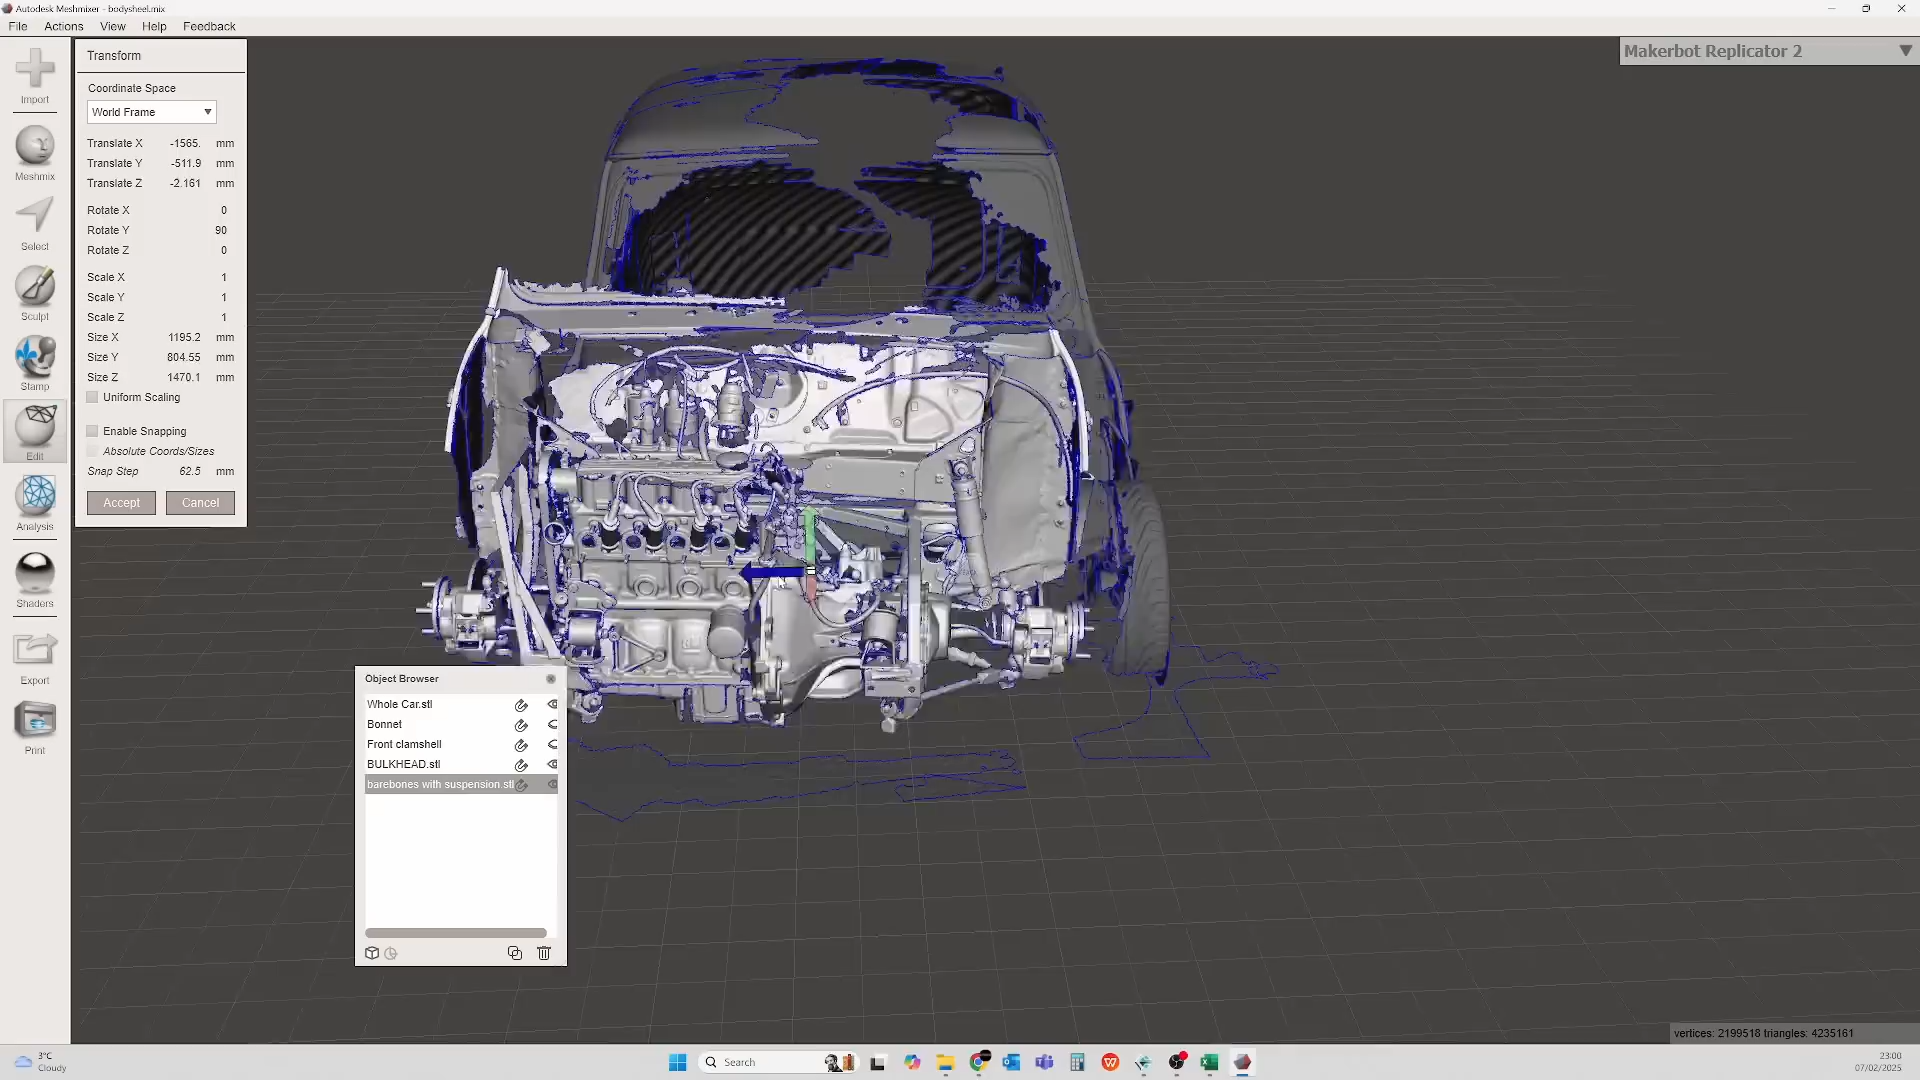 Autodesk Meshmixer - bodysheel.mix
File Actions View Help Feedback
Import
Meshmix
Select
Sculpt
Stamp
Edit
Analysis
Shaders
Export
Print
Transform
Coordinate Space
World Frame
Translate X -1565. mm
Translate Y -511.9 mm
Translate Z -2.161 mm
Rotate X 0
Rotate Y 90
Rotate Z 0
Scale X 1
Scale Y 1
Scale Z 1
Size X 1195.2 mm
Size Y 804.55 mm
Size Z 1470.1 mm
Uniform Scaling
Enable Snapping
Absolute Coords/Sizes
Snap Step 62.5 mm
Accept Cancel
Makerbot Replicator 2
Object Browser
Whole Car.stl
Bonnet
Front clamshell
BULKHEAD.stl
barebones with suspension.stl
vertices: 2199518 triangles: 4235161
3°C
Cloudy
Search
23:00
07/02/2025